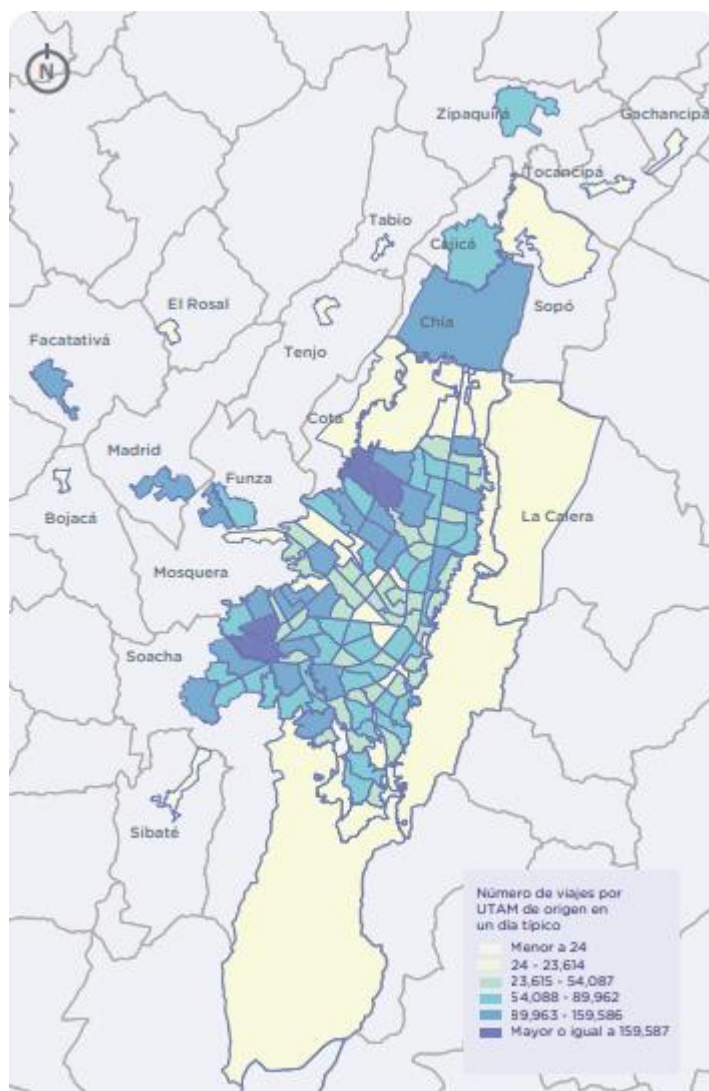 N
Zipaquirá
Gachancipá
Tocancipá
Tabio
Cajicá
El Rosal
Sopó
Chía
Facatativá
Tenjo
Cota
Madrid
Funza
La Calera
Bojacá
Mosquera
Soacha
Sibaté
Número de viajes por
UTAM de origen en
un día típico
Menor a 24
24 - 23,614
23,615 - 54,087
54,088 - 89,962
89,963 - 159,586
Mayor o igual a 159,587